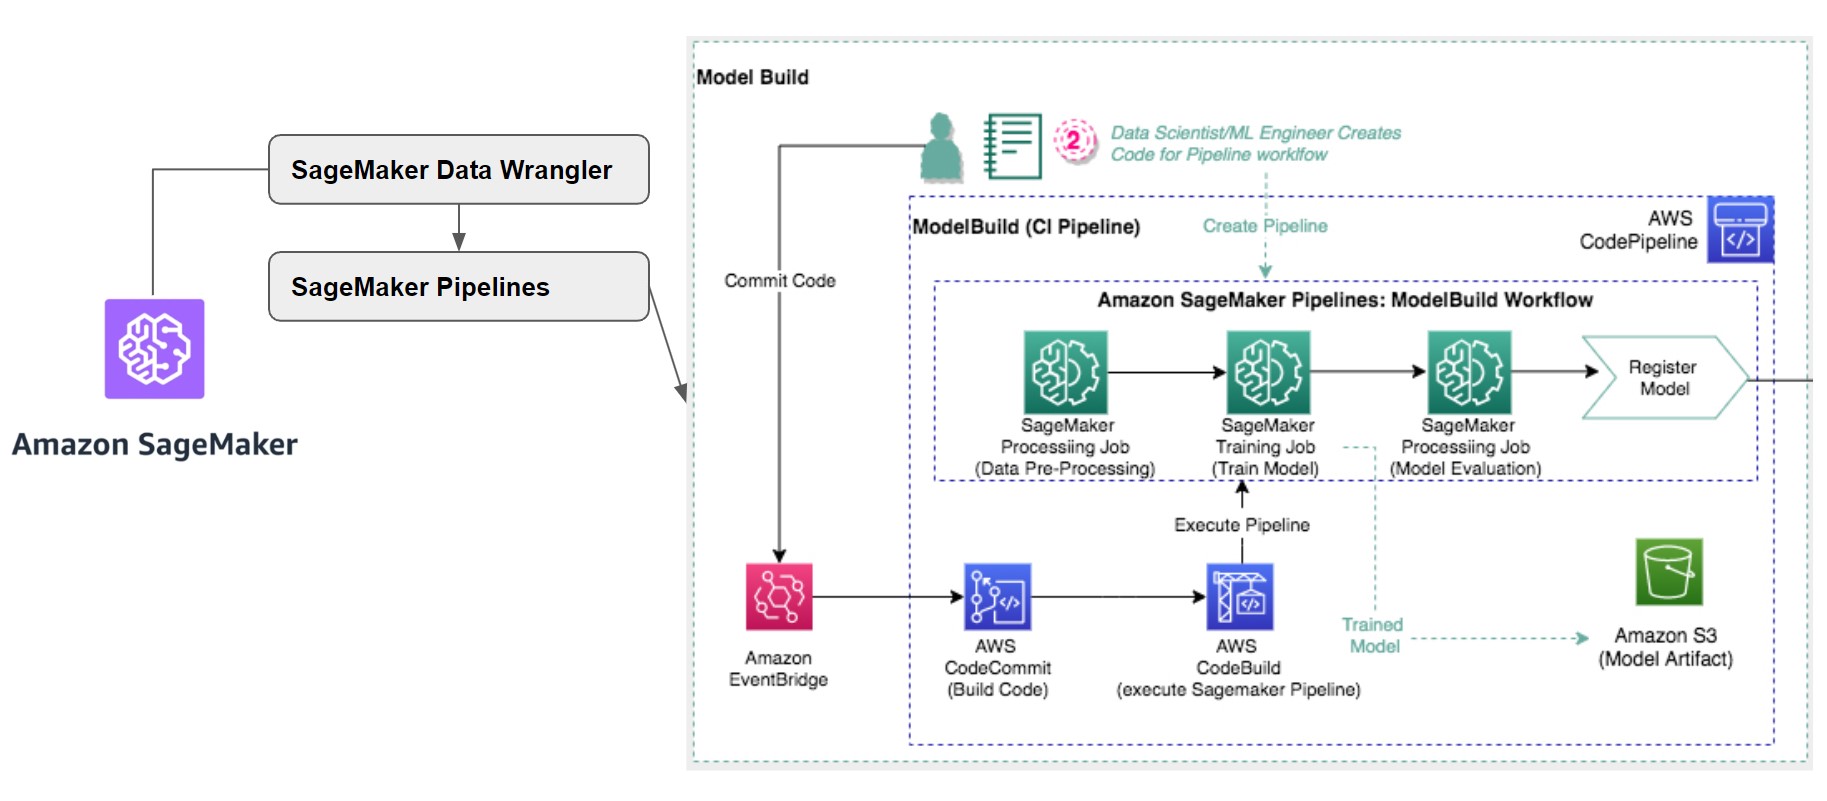 Amazon SageMaker
SageMaker Data Wrangler
SageMaker Pipelines
Model Build
2
Data Scientist/ML Engineer Creates
Code for Pipeline worklfow
Commit Code
ModelBuild (CI Pipeline)
Create Pipeline
AWS
CodePipeline
Amazon SageMaker Pipelines: ModelBuild Workflow
SageMaker
Processiing Job
(Data Pre-Processing)
SageMaker
Training Job
(Train Model)
SageMaker
Processiing Job
(Model Evaluation)
Register
Model
Execute Pipeline
Amazon
EventBridge
AWS
CodeCommit
(Build Code)
AWS
CodeBuild
(execute Sagemaker Pipeline)
Trained
Model
Amazon S3
(Model Artifact)